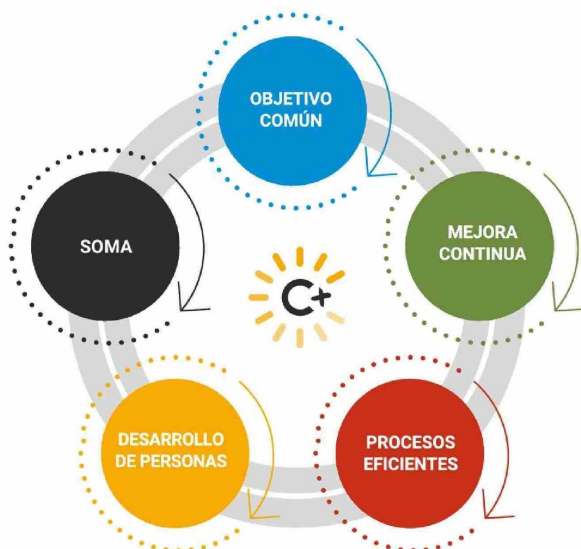 OBJETIVO
COMÚN
MEJORA
CONTINUA
PROCESOS
EFICIENTES
DESARROLLO
DE PERSONAS
SOMA
C+